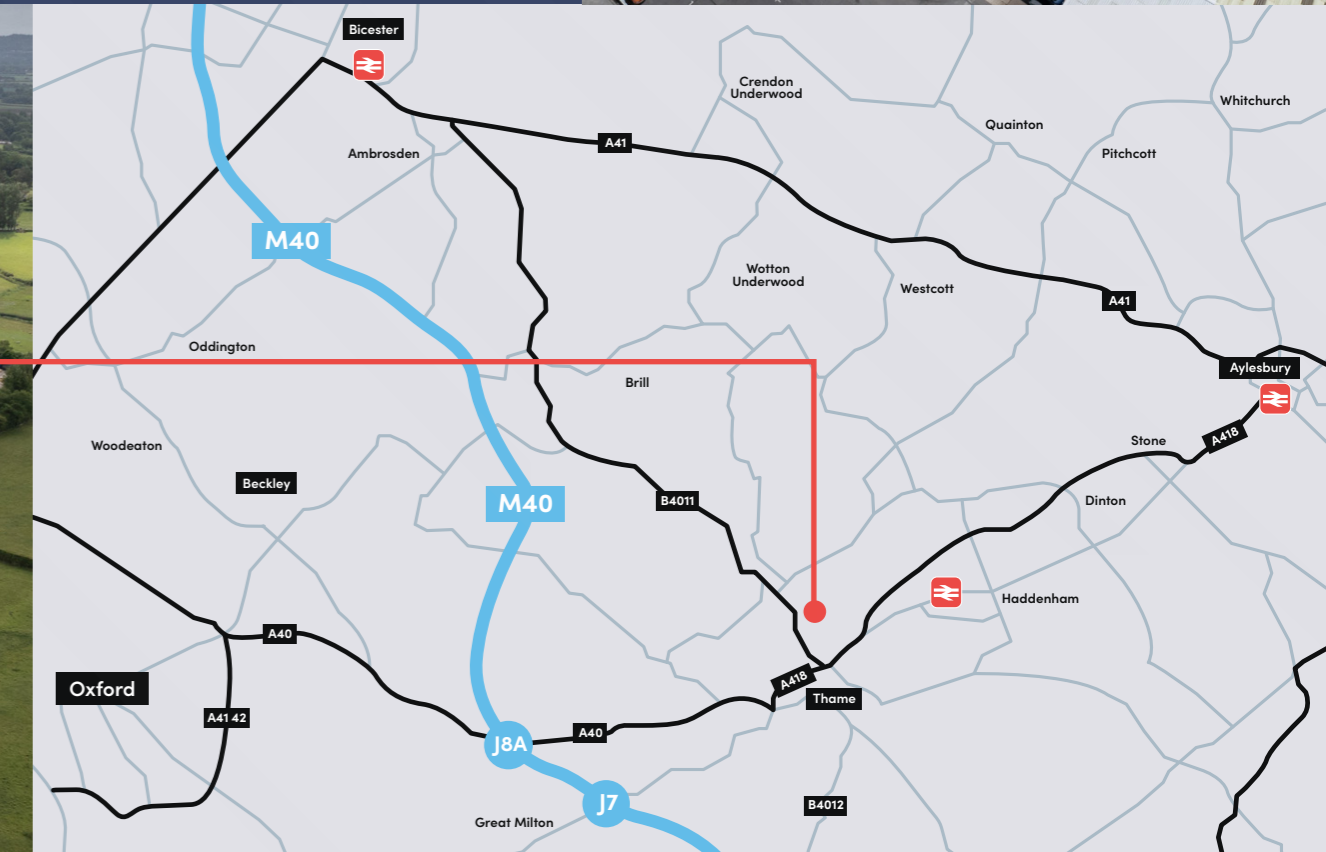 Bicester
Crendon
Underwood
Whitchurch
Quainton
A41
Ambrosden
Pitchcott
M40
Wotton
Underwood
Westcott
A41
Oddington
Aylesbury
Brill
Woodeaton
Stone
A418
Beckley
M40
B4011
Dinton
Haddenham
A40
A418
Oxford
Thame
A41 42
A40
J8A
J7
B4012
Great Milton